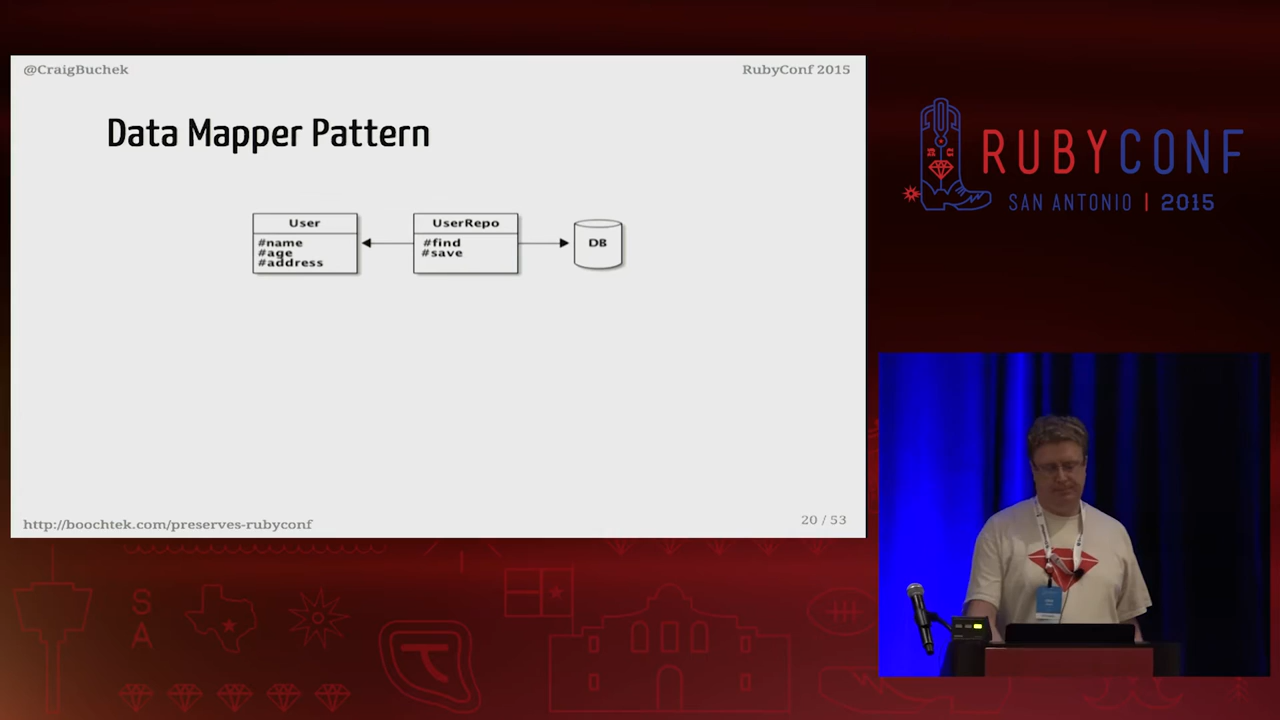 @CraigBuchek
RubyConf 2015
Data Mapper Pattern
User
#name
#age
#address
UserRepo
#find
#save
DB
http://boochtek.com/preserves-rubyconf
20 / 53
RUBYCONF
SAN ANTONIO | 2015
S
A